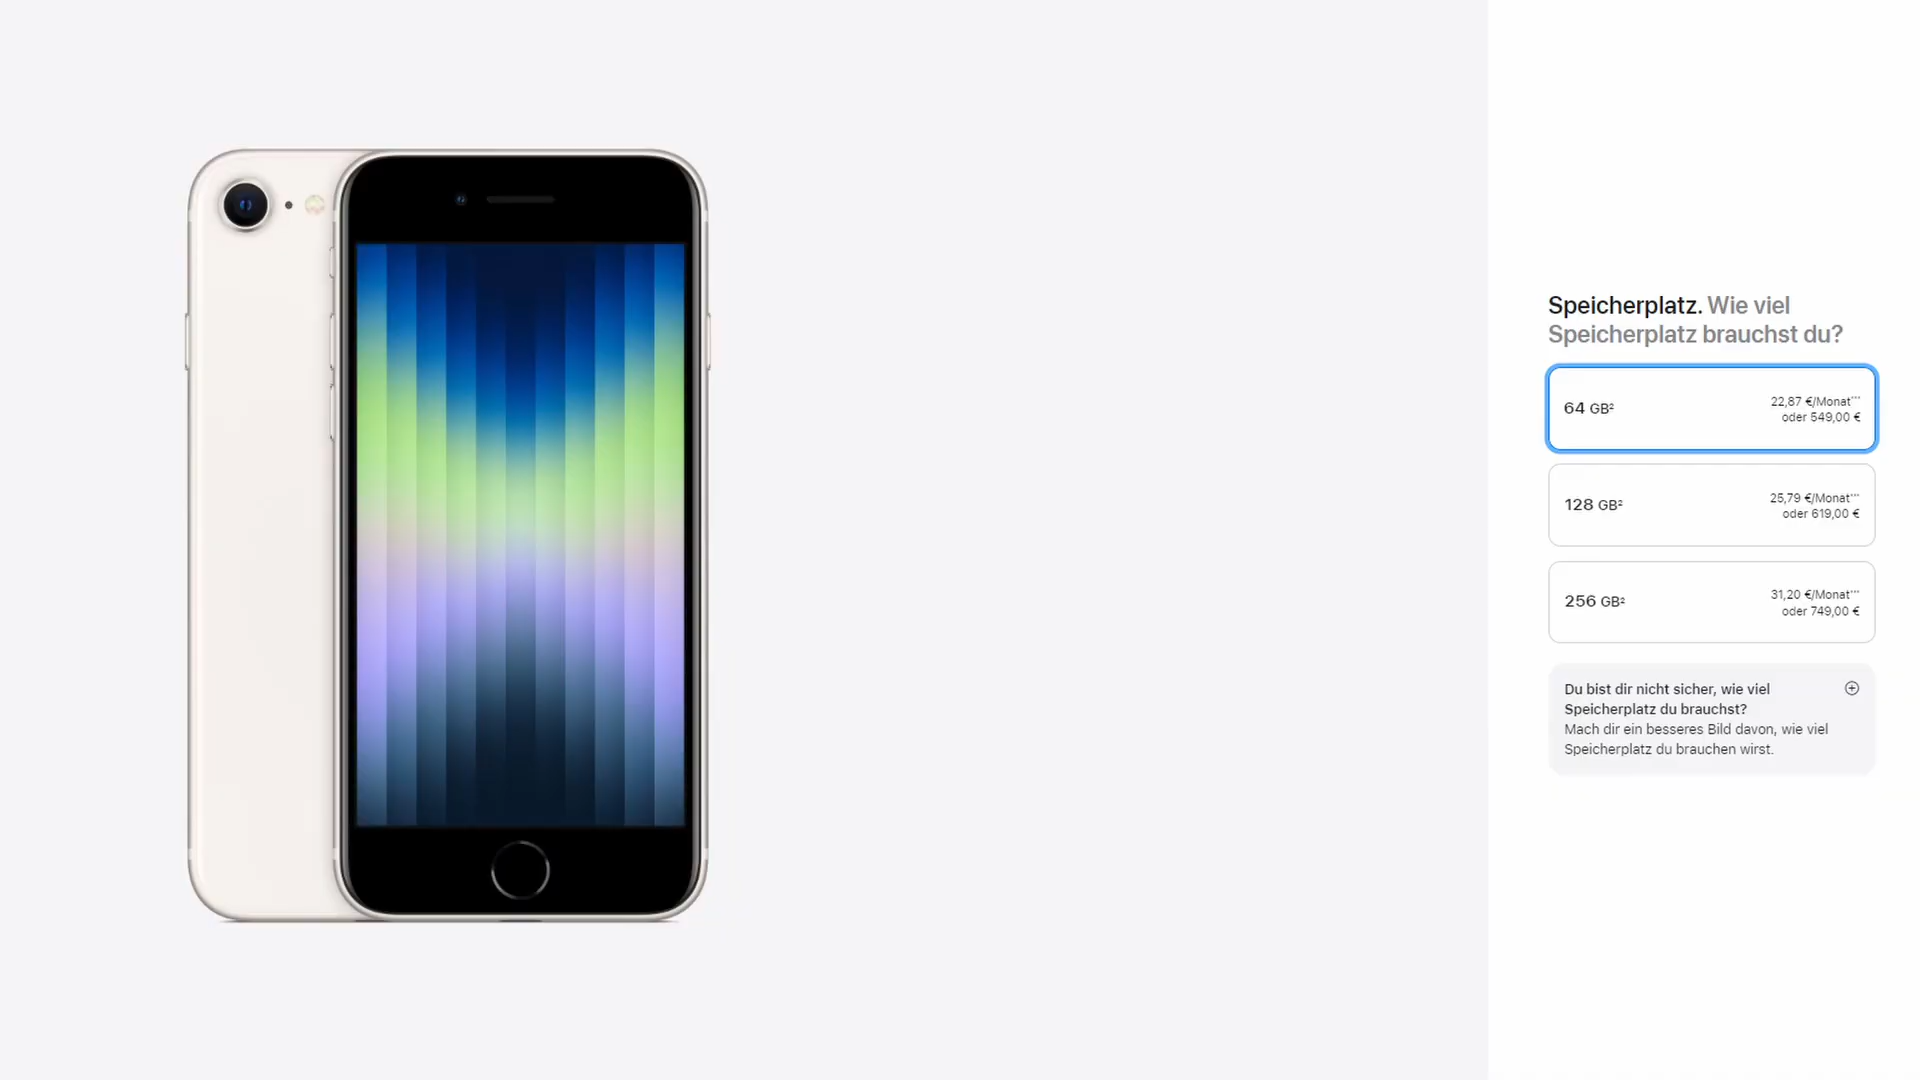 Speicherplatz. Wie viel
Speicherplatz brauchst du?
64 GB²
22,87 €/Monat***
oder 549,00 €
128 GB²
25,79 €/Monat***
oder 619,00 €
256 GB²
31,20 €/Monat***
oder 749,00 €
Du bist dir nicht sicher, wie viel
Speicherplatz du brauchst?
Mach dir ein besseres Bild davon, wie viel
Speicherplatz du brauchen wirst.